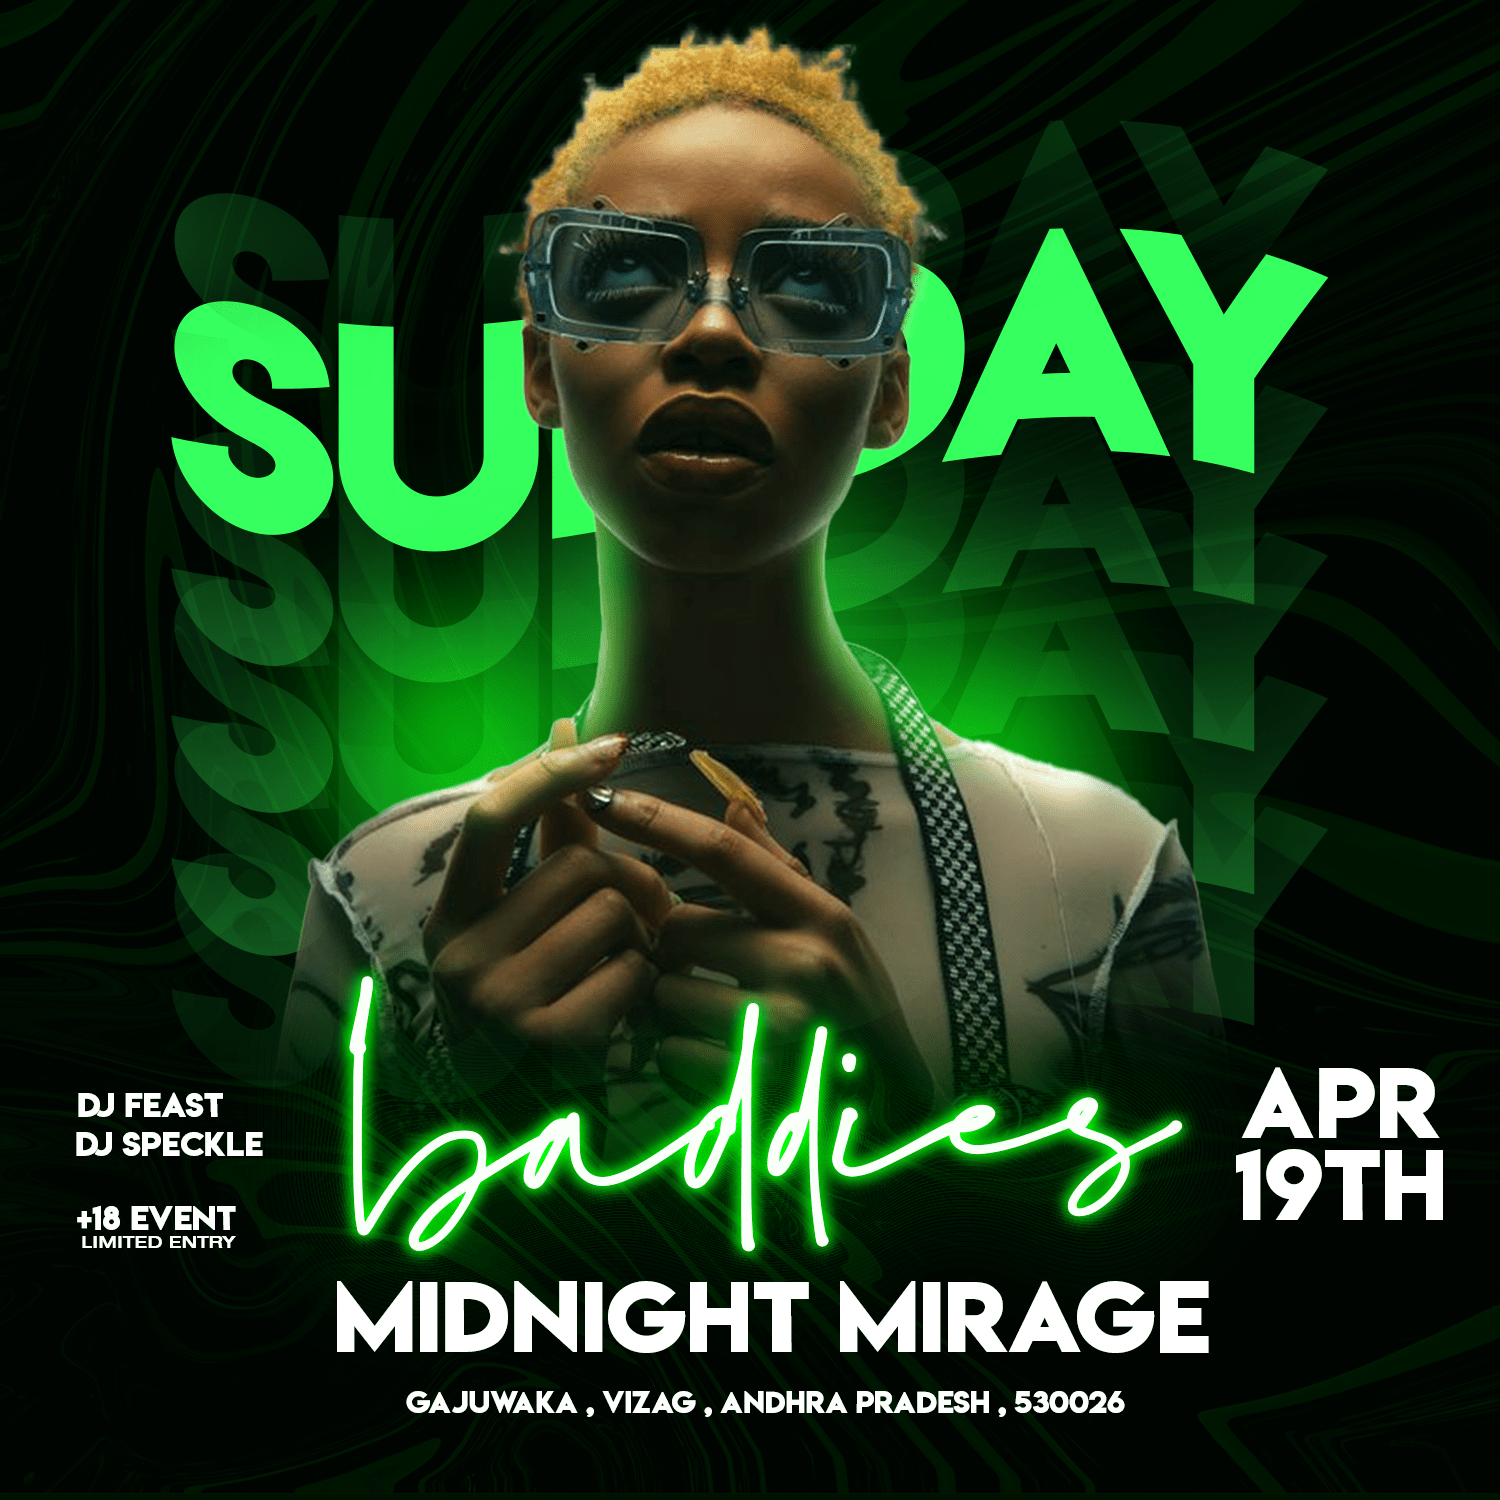 SUNDAY
baddies
DJ FEAST
DJ SPECKLE
+18 EVENT
LIMITED ENTRY
APR
19TH
MIDNIGHT MIRAGE
GAJUWAKA , VIZAG , ANDHRA PRADESH , 530026